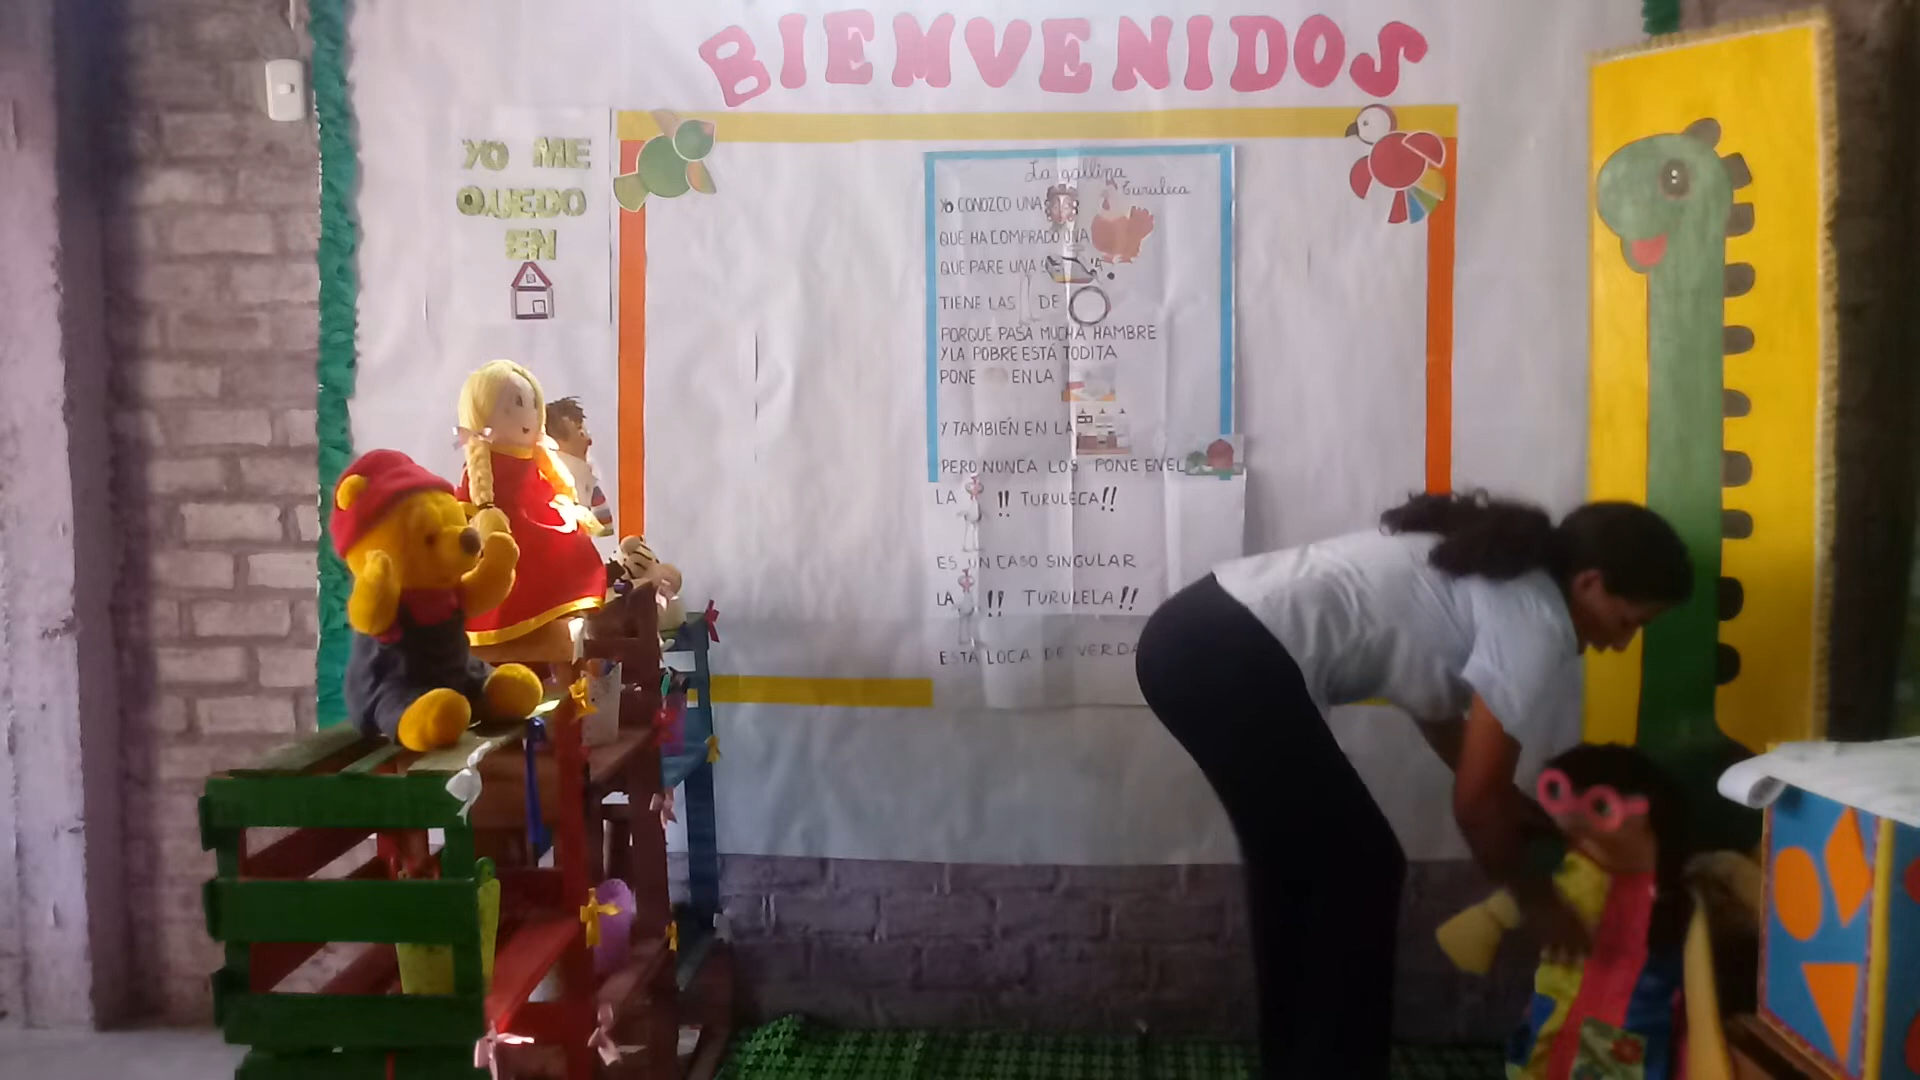 BIENVENIDOS
YO ME
QUEDO
EN
La gallina
Turuleca
YO CONOZCO UNA
QUE HA COMPRADO UNA
QUE PARE UNA
TIENE LAS DE
PORQUE PASA MUCHA HAMBRE
Y LA POBRE ESTÁ TODITA
PONE EN LA
Y TAMBIÉN EN LA
PERO NUNCA LOS PONE EN EL
LA !! TURULECA!!
ES UN CASO SINGULAR
LA !! TURULELA!!
ESTA LOCA DE VERDA